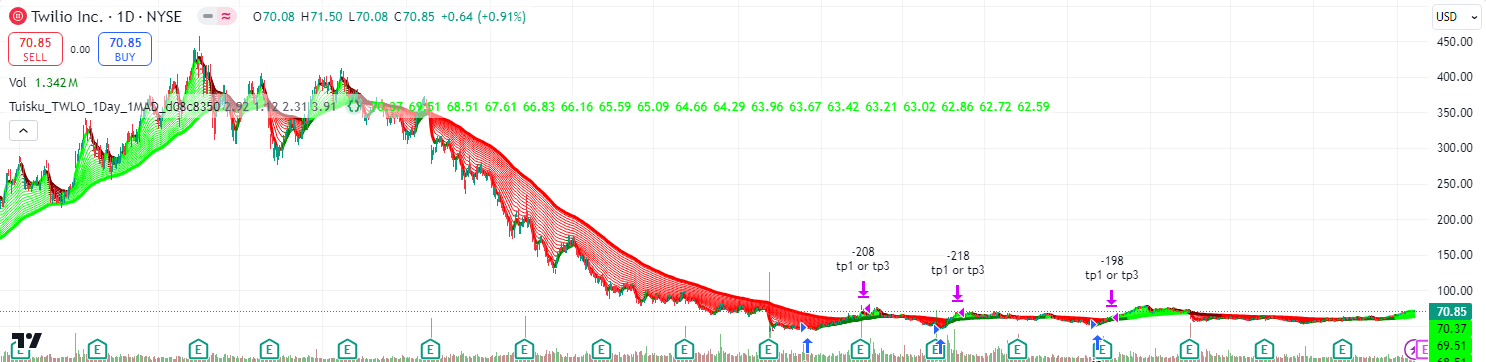 Twilio Inc. · 1D · NYSE O70.08 H71.50 L70.08 C70.85 +0.64 (+0.91%)
USD
70.85 0.00 70.85
SELL BUY
Vol 1.342 M
Tuisku_TWLO_1Day_1MAD_d08c8350 2.92 1.12 2.31 3.91 70.37 69.51 68.51 67.61 66.83 66.16 65.59 65.09 64.66 64.29 63.96 63.67 63.42 63.21 63.02 62.86 62.72 62.59
450.00
400.00
350.00
300.00
250.00
200.00
150.00
100.00
-208
tp1 or tp3
-218
tp1 or tp3
-198
tp1 or tp3
70.85
70.37
69.51
E E E E E E E E E E E E E E E E E E